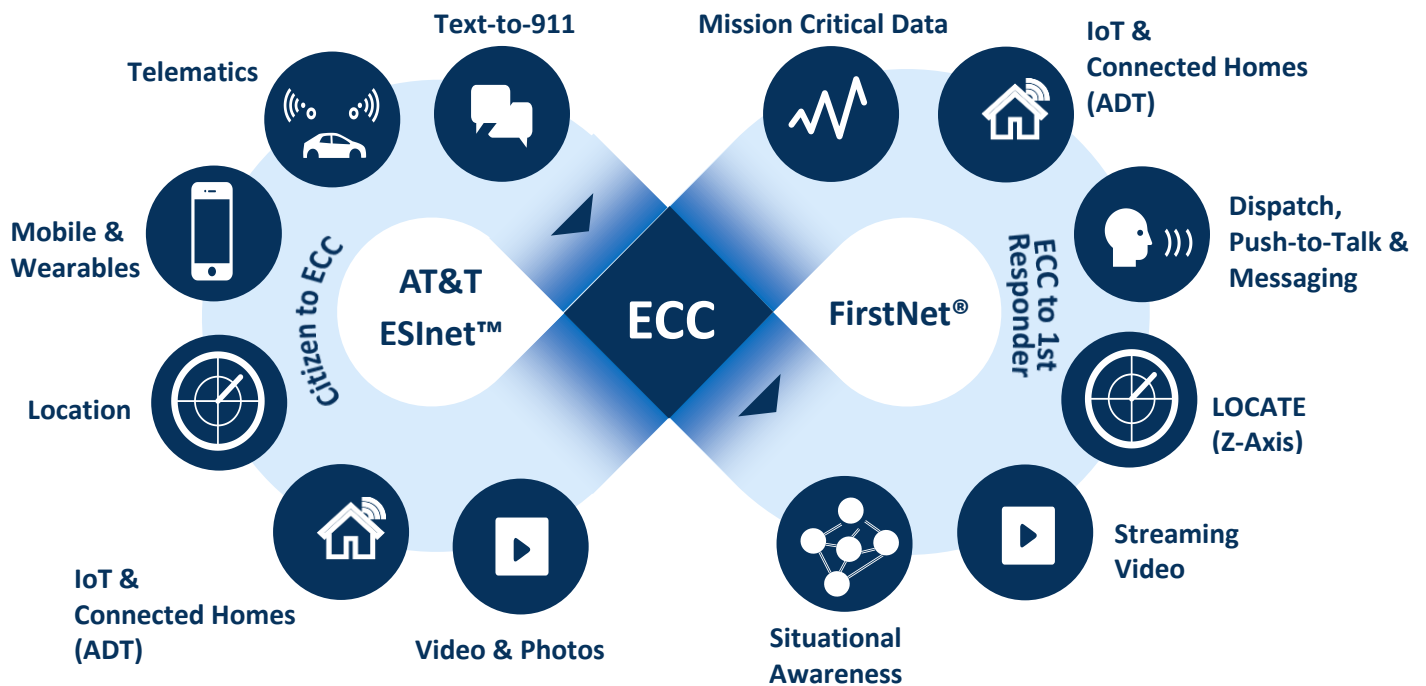 Text-to-911
Mission Critical Data
IoT &
Connected Homes
(ADT)
Telematics
Mobile &
Wearables
Dispatch,
Push-to-Talk &
Messaging
Citizen to ECC
AT&T
ESInet™
ECC
FirstNet®
ECC to 1st
Responder
Location
LOCATE
(Z-Axis)
IoT &
Connected Homes
(ADT)
Video & Photos
Situational
Awareness
Streaming
Video